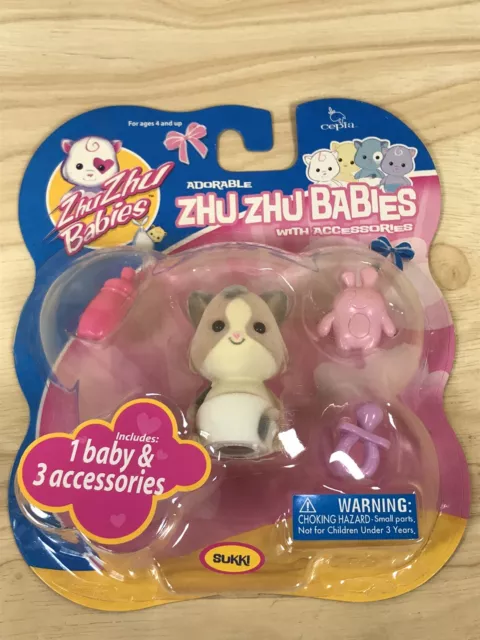 For ages 4 and up
cepia
ZhuZhu
Babies
ADORABLE
ZHU ZHU BABIES
WITH ACCESSORIES
Includes:
1 baby &
3 accessories
SUKKI
WARNING:
CHOKING HAZARD-Small parts.
Not for Children Under 3 Years.